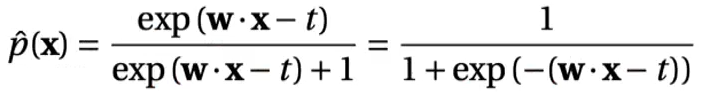 p̂(x) = exp (w·x− t) / exp (w·x− t) + 1 = 1 / 1 + exp (−(w·x− t))